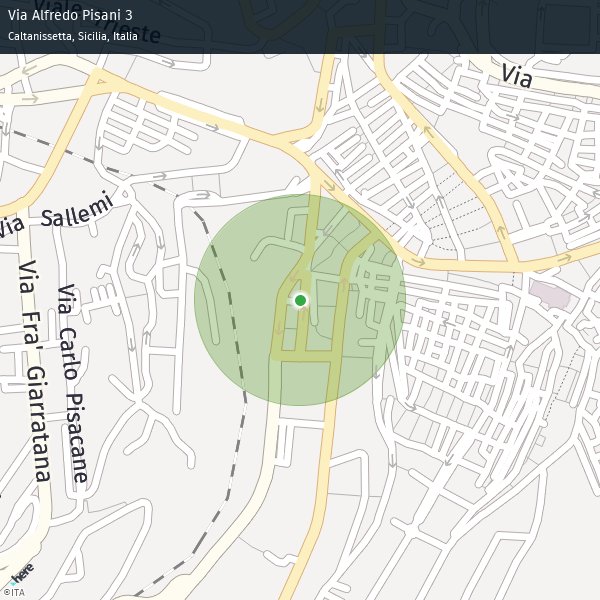 Via Alfredo Pisani 3
Caltanissetta, Sicilia, Italia
Viale Trieste
Via
Via Sallemi
Via Fra' Giarratana
Via Carlo Pisacane
here
©ITA